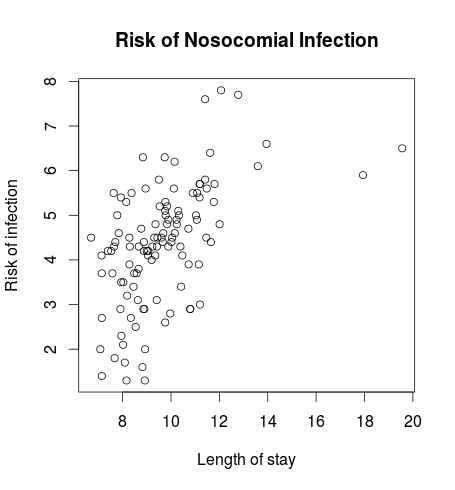 Risk of Nosocomial Infection
8
7
6
5
4
3
2
Risk of infection
8 10 12 14 16 18 20
Length of stay